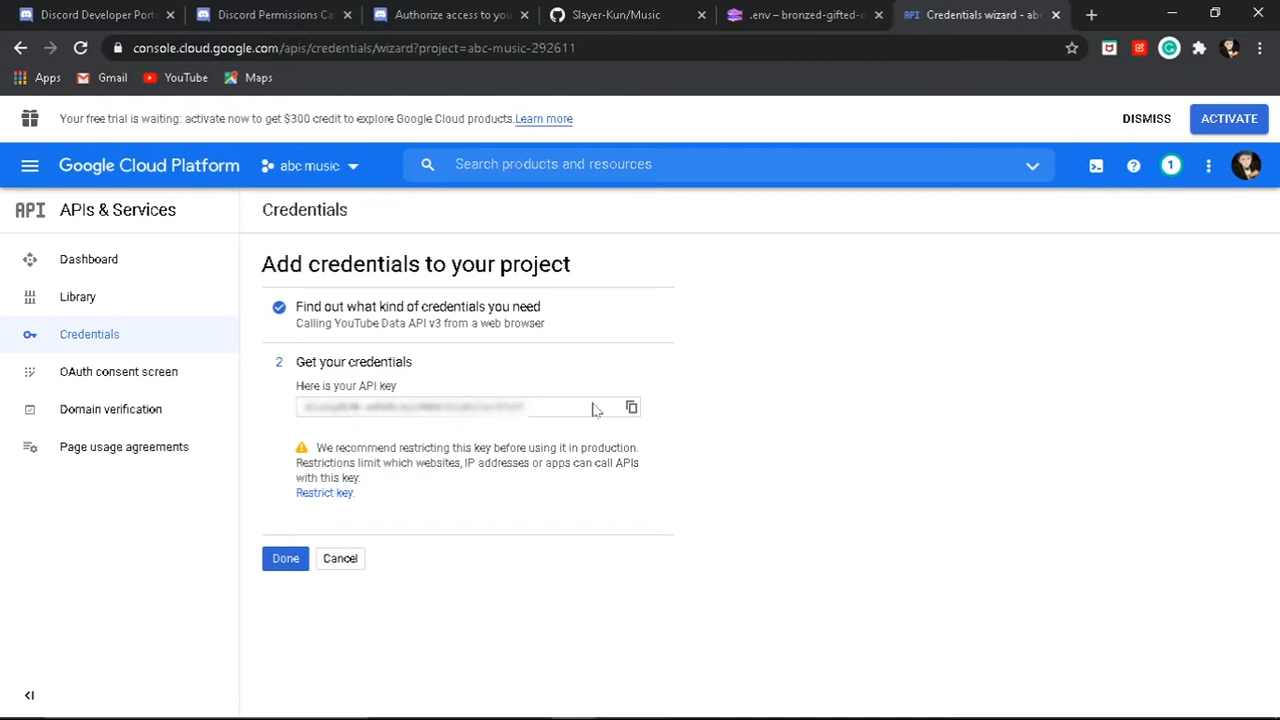 Discord Developer Port
Discord Permissions Ca
Authorize access to you
Slayer-Kun/Music
.env – bronzed-gifted-o
API Credentials wizard - abc
console.cloud.google.com/apis/credentials/wizard?project=abc-music-292611
Apps
Gmail
YouTube
Maps
Your free trial is waiting: activate now to get $300 credit to explore Google Cloud products. Learn more
DISMISS
ACTIVATE
Google Cloud Platform
abc music
Search products and resources
1
API APIs & Services
Credentials
Dashboard
Library
Credentials
OAuth consent screen
Domain verification
Page usage agreements
Add credentials to your project
Find out what kind of credentials you need
Calling YouTube Data API v3 from a web browser
2 Get your credentials
Here is your API key
We recommend restricting this key before using it in production.
Restrictions limit which websites, IP addresses or apps can call APIs
with this key.
Restrict key.
Done
Cancel